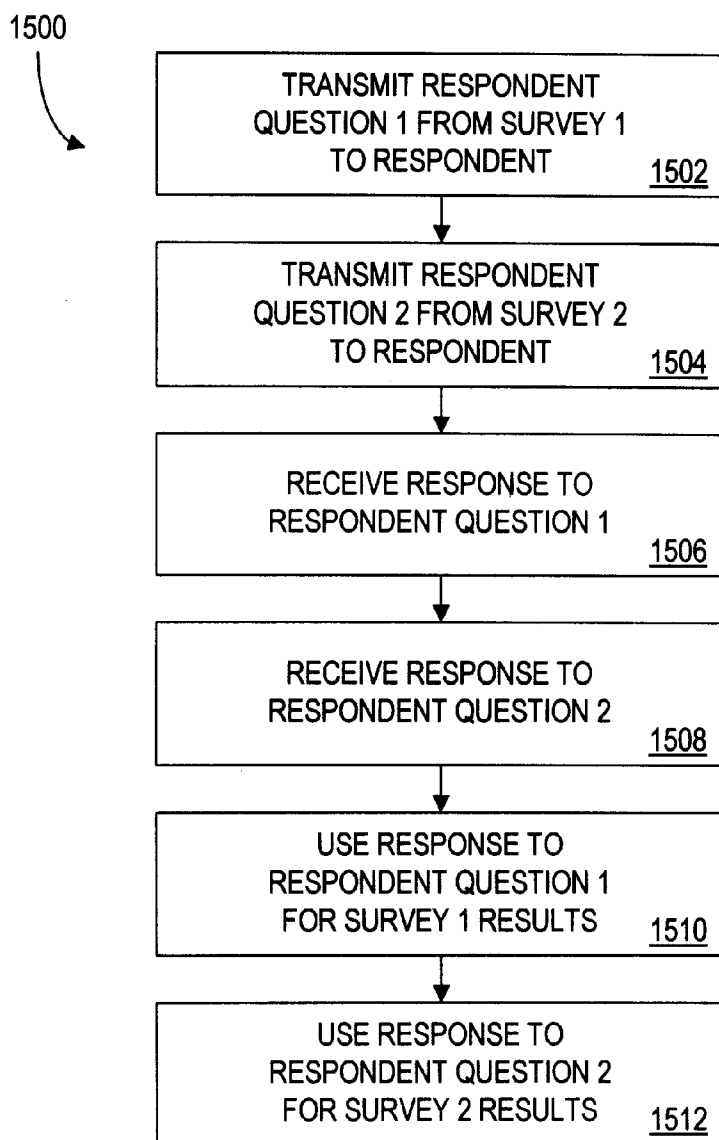 1500
TRANSMIT RESPONDENT
QUESTION 1 FROM SURVEY 1
TO RESPONDENT
1502
TRANSMIT RESPONDENT
QUESTION 2 FROM SURVEY 2
TO RESPONDENT
1504
RECEIVE RESPONSE TO
RESPONDENT QUESTION 1
1506
RECEIVE RESPONSE TO
RESPONDENT QUESTION 2
1508
USE RESPONSE TO
RESPONDENT QUESTION 1
FOR SURVEY 1 RESULTS
1510
USE RESPONSE TO
RESPONDENT QUESTION 2
FOR SURVEY 2 RESULTS
1512